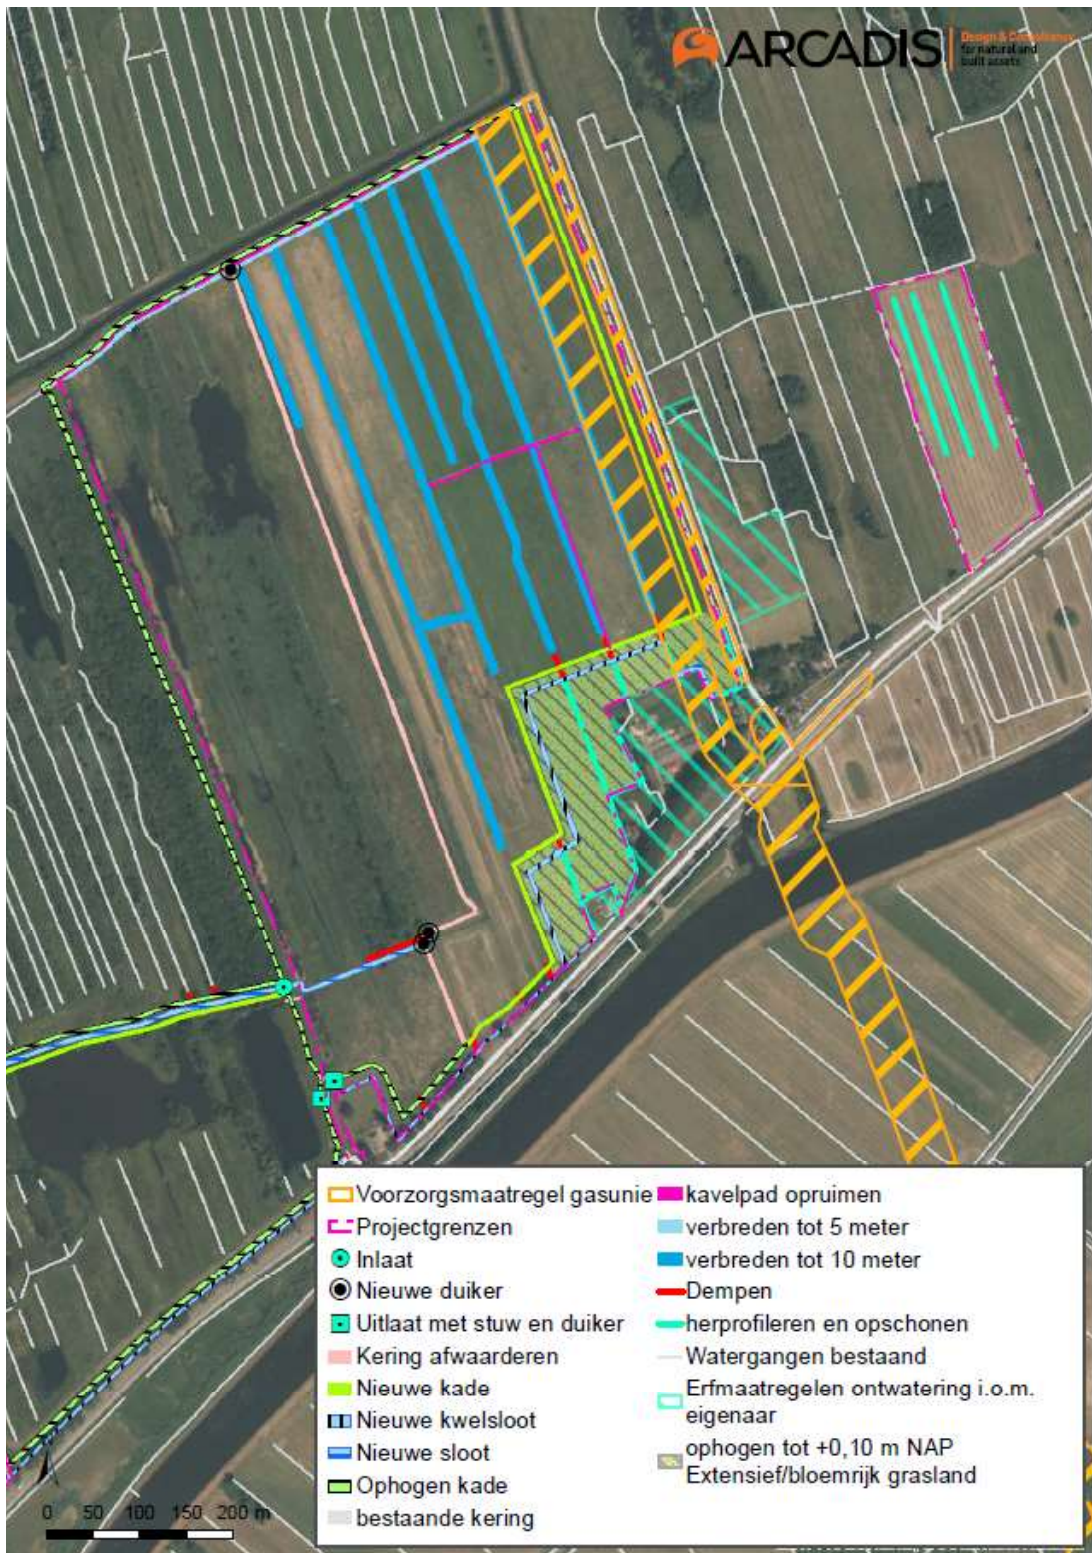 ARCADIS
Design & Consultancy
for natural and
built assets
Voorzorgsmaatregel gasunie
Projectgrenzen
Inlaat
Nieuwe duiker
Uitlaat met stuw en duiker
Kering afwaarderen
Nieuwe kade
Nieuwe kwelsloot
Nieuwe sloot
Ophogen kade
bestaande kering
kavelpad opruimen
verbreden tot 5 meter
verbreden tot 10 meter
Dempen
herprofileren en opschonen
Watergangen bestaand
Erfmaatregelen ontwatering i.o.m.
eigenaar
ophogen tot +0,10 m NAP
Extensief/bloemrijk grasland
0 50 100 150 200 m